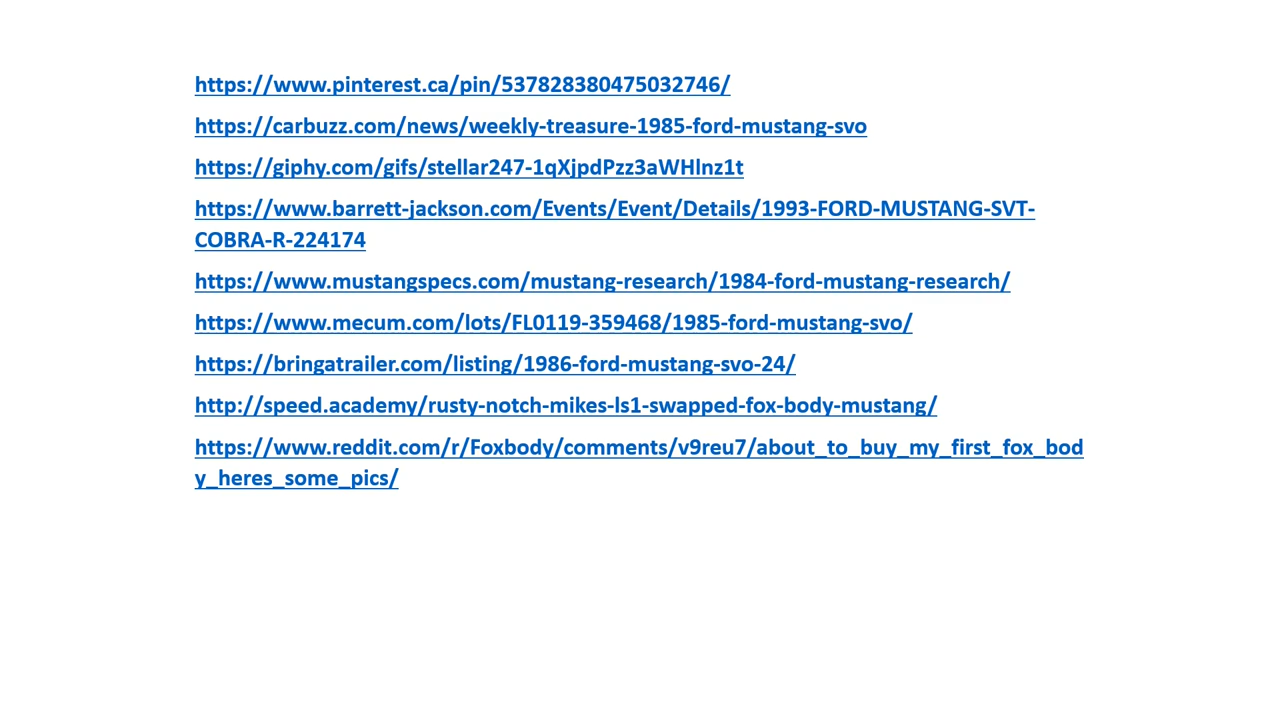 https://www.pinterest.ca/pin/537828380475032746/
https://carbuzz.com/news/weekly-treasure-1985-ford-mustang-svo
https://giphy.com/gifs/stellar247-1qXjpdPzz3aWHlnz1t
https://www.barrett-jackson.com/Events/Event/Details/1993-FORD-MUSTANG-SVT-
COBRA-R-224174
https://www.mustangspecs.com/mustang-research/1984-ford-mustang-research/
https://www.mecum.com/lots/FL0119-359468/1985-ford-mustang-svo/
https://bringatrailer.com/listing/1986-ford-mustang-svo-24/
http://speed.academy/rusty-notch-mikes-ls1-swapped-fox-body-mustang/
https://www.reddit.com/r/Foxbody/comments/v9reu7/about_to_buy_my_first_fox_bod
y_heres_some_pics/